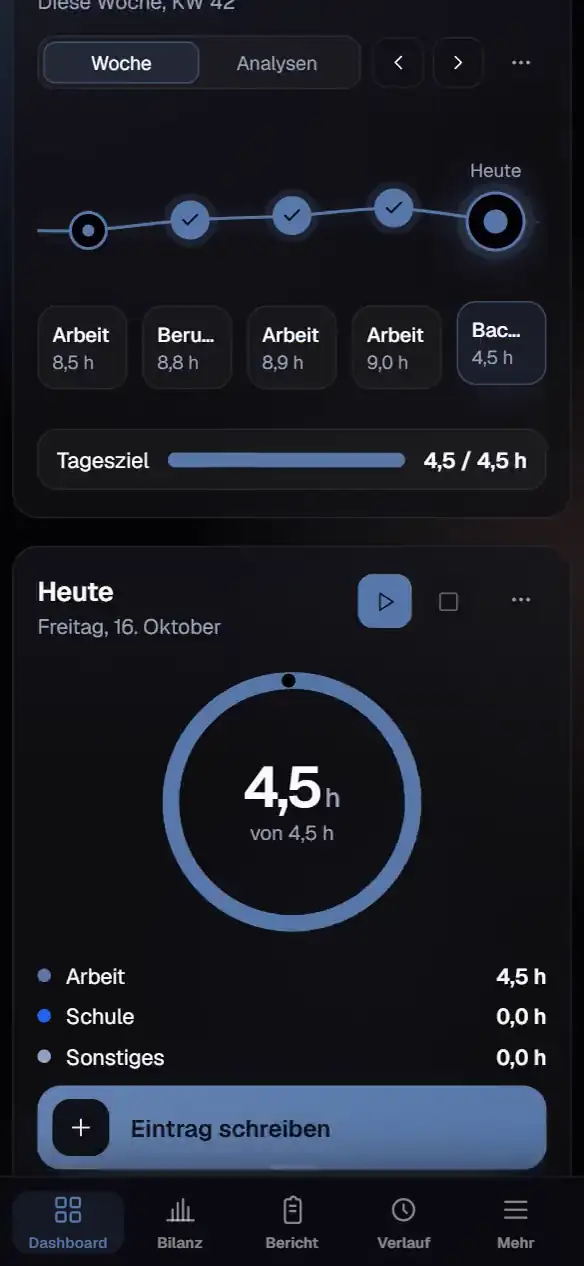 Diese Woche, KW 42
Woche
Analysen
Heute
Arbeit
8,5 h
Beru...
8,8 h
Arbeit
8,9 h
Arbeit
9,0 h
Bac...
4,5 h
Tagesziel
4,5 / 4,5 h
Heute
Freitag, 16. Oktober
4,5 h
von 4,5 h
Arbeit 4,5 h
Schule 0,0 h
Sonstiges 0,0 h
Eintrag schreiben
Dashboard
Bilanz
Bericht
Verlauf
Mehr